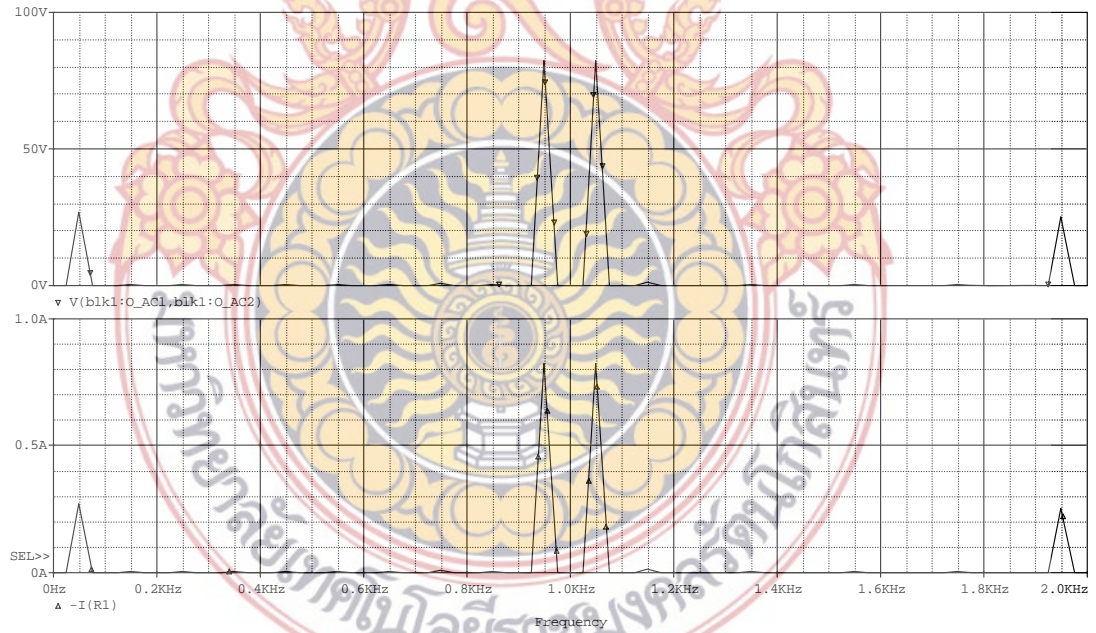 100V
50V
0V
V(blk1:O_AC1,blk1:O_AC2)
1.0A
0.5A
SEL>>
0A
0Hz 0.2KHz 0.4KHz 0.6KHz 0.8KHz 1.0KHz 1.2KHz 1.4KHz 1.6KHz 1.8KHz 2.0KHz
-I(R1)
Frequency